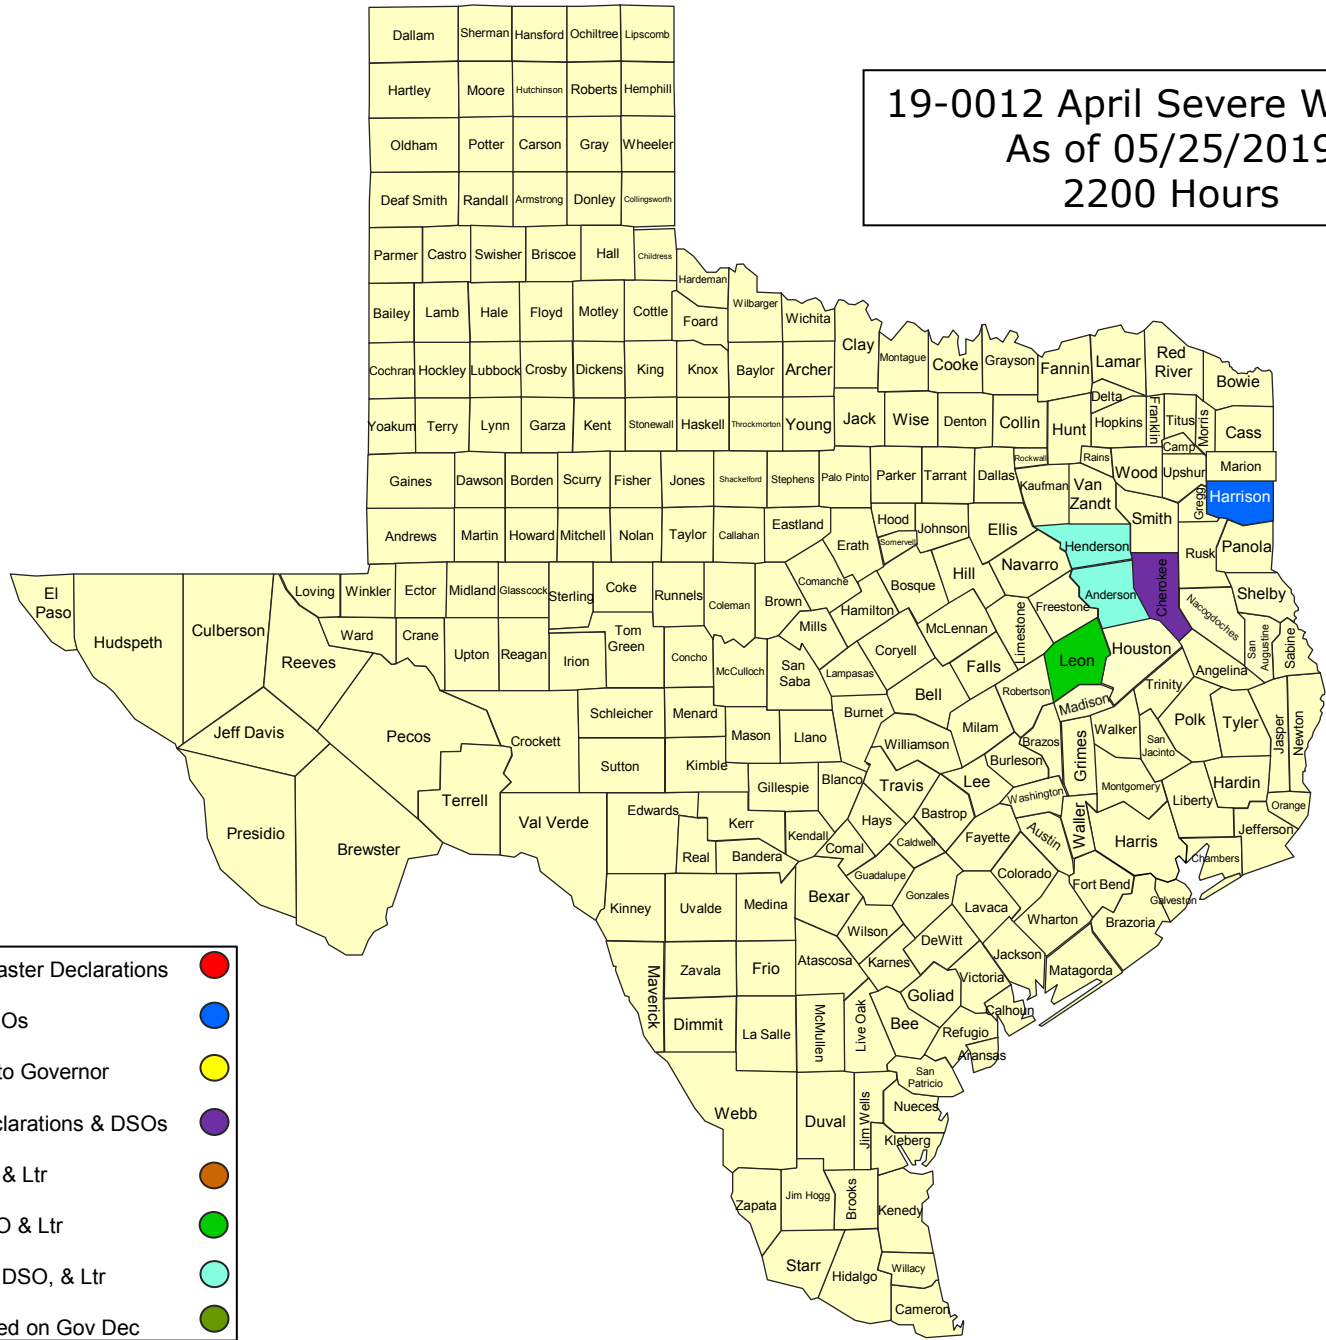 Dallam Sherman Hansford Ochiltree Lipscomb
Hartley Moore Hutchinson Roberts Hemphill
19-0012 April Severe W
As of 05/25/2019
2200 Hours
Oldham Potter Carson Gray Wheeler
Deaf Smith Randall Armstrong Donley Collingsworth
Parmer Castro Swisher Briscoe Hall Childress
Hardeman
Bailey Lamb Hale Floyd Motley Cottle Foard Wilbarger Wichita
Clay Montague Cooke Grayson Fannin Lamar Red River Bowie
Cochran Hockley Lubbock Crosby Dickens King Knox Baylor Archer
Delta
Yoakum Terry Lynn Garza Kent Stonewall Haskell Throckmorton Young Jack Wise Denton Collin Hunt Hopkins Franklin Titus Morris Cass
Camp
Rockwall Rains Wood Upshur Marion
Gaines Dawson Borden Scurry Fisher Jones Shackelford Stephens Palo Pinto Parker Tarrant Dallas Kaufman Van Zandt Gregg Harrison
Andrews Martin Howard Mitchell Nolan Taylor Callahan Eastland Erath Hood Somervell Johnson Ellis Henderson Smith Rusk Panola
El Paso Hudspeth Culberson Loving Winkler Ector Midland Glasscock Sterling Coke Runnels Coleman Brown Comanche Hamilton Bosque Hill Navarro Freestone Anderson Cherokee Nacogdoches Shelby
Reeves Ward Crane Upton Reagan Irion Tom Green Concho McCulloch San Saba Mills Lampasas Coryell McLennan Falls Limestone Leon Houston Angelina San Augustine Sabine
Jeff Davis Pecos Crockett Schleicher Menard Mason Llano Burnet Bell Milam Robertson Madison Trinity Walker San Jacinto Polk Tyler Jasper Newton
Sutton Kimble Gillespie Blanco Williamson Travis Lee Burleson Brazos Grimes Washington Montgomery Liberty Hardin Orange
Presidio Brewster Terrell Val Verde Edwards Real Kerr Bandera Kendall Comal Hays Caldwell Bastrop Fayette Austin Waller Harris Jefferson Chambers
Kinney Uvalde Medina Bexar Guadalupe Gonzales Lavaca Colorado Fort Bend Galveston Wharton Brazoria
Maverick Zavala Frio Atascosa Wilson Karnes DeWitt Victoria Jackson Matagorda
Dimmit La Salle McMullen Live Oak Bee Goliad Refugio Calhoun Aransas
San Patricio
Webb Duval Jim Wells Nueces
Kleberg
Zapata Jim Hogg Brooks Kenedy
Starr Hidalgo Willacy
Cameron
aster Declarations
Os
to Governor
clarations & DSOs
& Ltr
O & Ltr
DSO, & Ltr
ed on Gov Dec